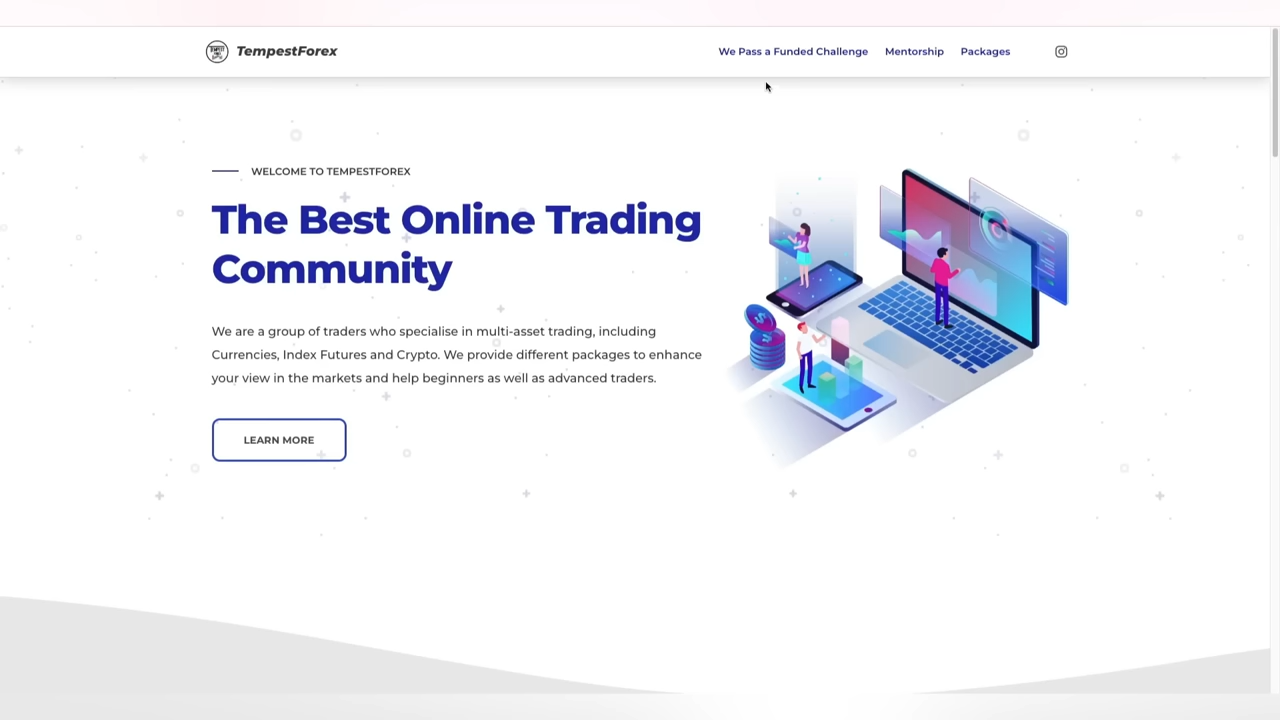 TempestForex
We Pass a Funded Challenge
Mentorship
Packages
WELCOME TO TEMPESTFOREX
The Best Online Trading
Community
We are a group of traders who specialise in multi-asset trading, including
Currencies, Index Futures and Crypto. We provide different packages to enhance
your view in the markets and help beginners as well as advanced traders.
LEARN MORE